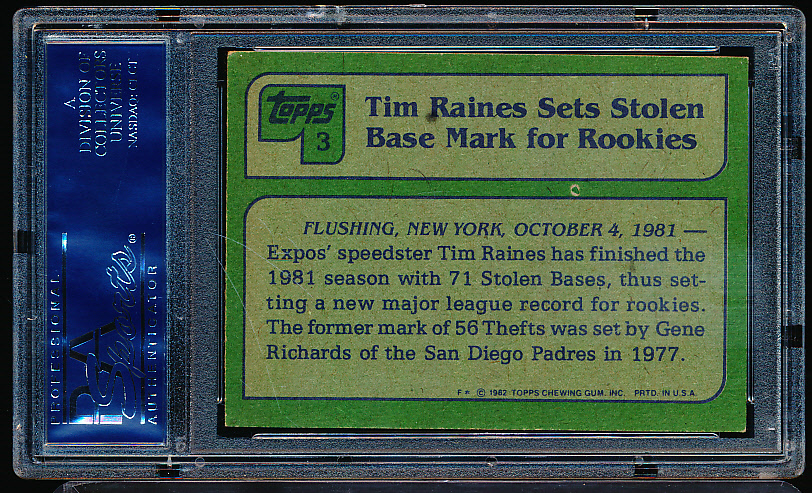 A
DIVISION OF
COLLECTORS
UNIVERSE
NASDAQ: CLCT
PROFESSIONAL
PSA
Sports
®
AUTHENTICATOR
topps®
3
Tim Raines Sets Stolen
Base Mark for Rookies
FLUSHING, NEW YORK, OCTOBER 4, 1981 —
Expos' speedster Tim Raines has finished the
1981 season with 71 Stolen Bases, thus set-
ting a new major league record for rookies.
The former mark of 56 Thefts was set by Gene
Richards of the San Diego Padres in 1977.
F* © 1982 TOPPS CHEWING GUM, INC. PRTD. IN U.S.A.